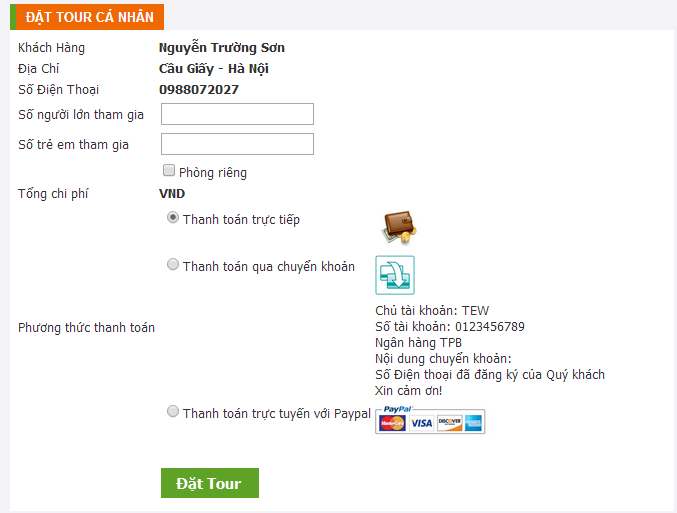 ĐẶT TOUR CÁ NHÂN
Khách Hàng Nguyễn Trường Sơn
Địa Chỉ Cầu Giấy - Hà Nội
Số Điện Thoại 0988072027
Số người lớn tham gia
Số trẻ em tham gia
Phòng riêng
Tổng chi phí VND
Thanh toán trực tiếp
Thanh toán qua chuyển khoản
Chủ tài khoản: TEW
Số tài khoản: 0123456789
Phương thức thanh toán
Ngân hàng TPB
Nội dung chuyển khoản:
Số Điện thoại đã đăng ký của Quý khách
Xin cảm ơn!
Thanh toán trực tuyến với Paypal
PayPal
MasterCard VISA DISCOVER
Đặt Tour